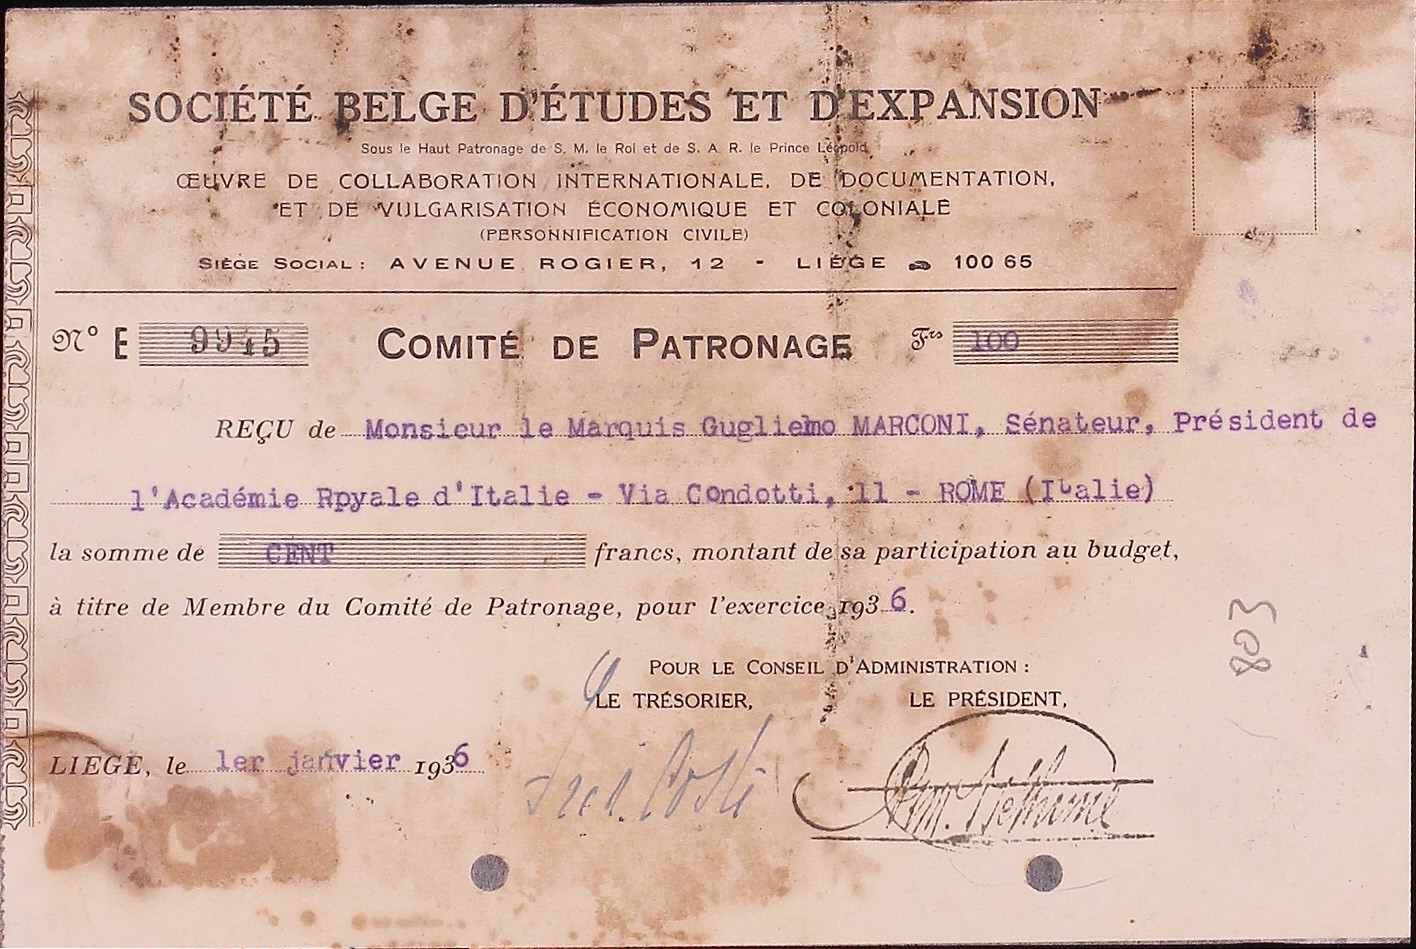 SOCIÉTÉ BELGE D'ÉTUDES ET D'EXPANSION
Sous le Haut Patronage de S. M. le Roi et de S. A. R. le Prince Léopold
ŒUVRE DE COLLABORATION INTERNATIONALE, DE DOCUMENTATION,
ET DE VULGARISATION ÉCONOMIQUE ET COLONIALE
(PERSONNIFICATION CIVILE)
SIÈGE SOCIAL : AVENUE ROGIER, 12 - LIÉGE 100 65
N° E 9945 COMITÉ DE PATRONAGE Frs 100
REÇU de Monsieur le Marquis Guglielmo MARCONI, Sénateur, Président de
l'Académie Rpyale d'Italie - Via Condotti, 11 - ROME (Italie)
la somme de CENT francs, montant de sa participation au budget,
à titre de Membre du Comité de Patronage, pour l'exercice 1936.
POUR LE CONSEIL D'ADMINISTRATION :
LE TRÉSORIER, LE PRÉSIDENT,
LIEGE, le 1er janvier 1936